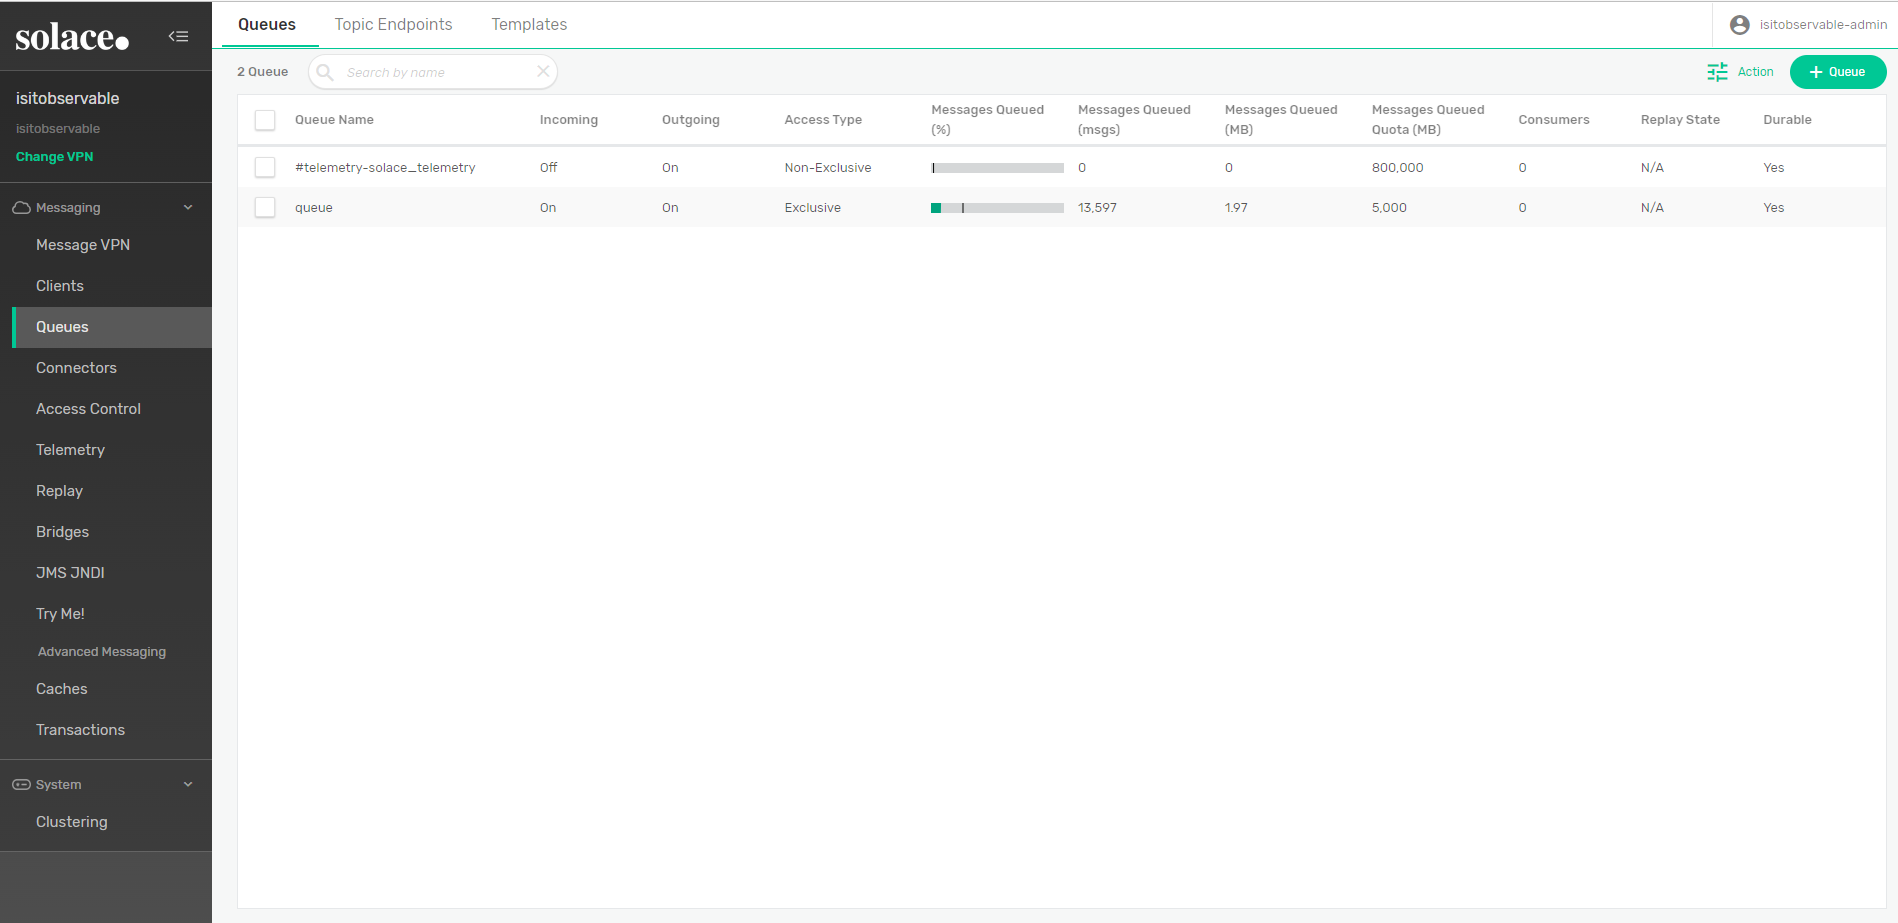 solace.
isitobservable
isitobservable
Change VPN
Messaging
Message VPN
Clients
Queues
Connectors
Access Control
Telemetry
Replay
Bridges
JMS JNDI
Try Me!
Advanced Messaging
Caches
Transactions
System
Clustering
Queues Topic Endpoints Templates isitobservable-admin
2 Queue Search by name Action + Queue
Queue Name Incoming Outgoing Access Type Messages Queued (%) Messages Queued (msgs) Messages Queued (MB) Messages Queued Quota (MB) Consumers Replay State Durable
#telemetry-solace_telemetry Off On Non-Exclusive 0 0 800,000 0 N/A Yes
queue On On Exclusive 13,597 1.97 5,000 0 N/A Yes